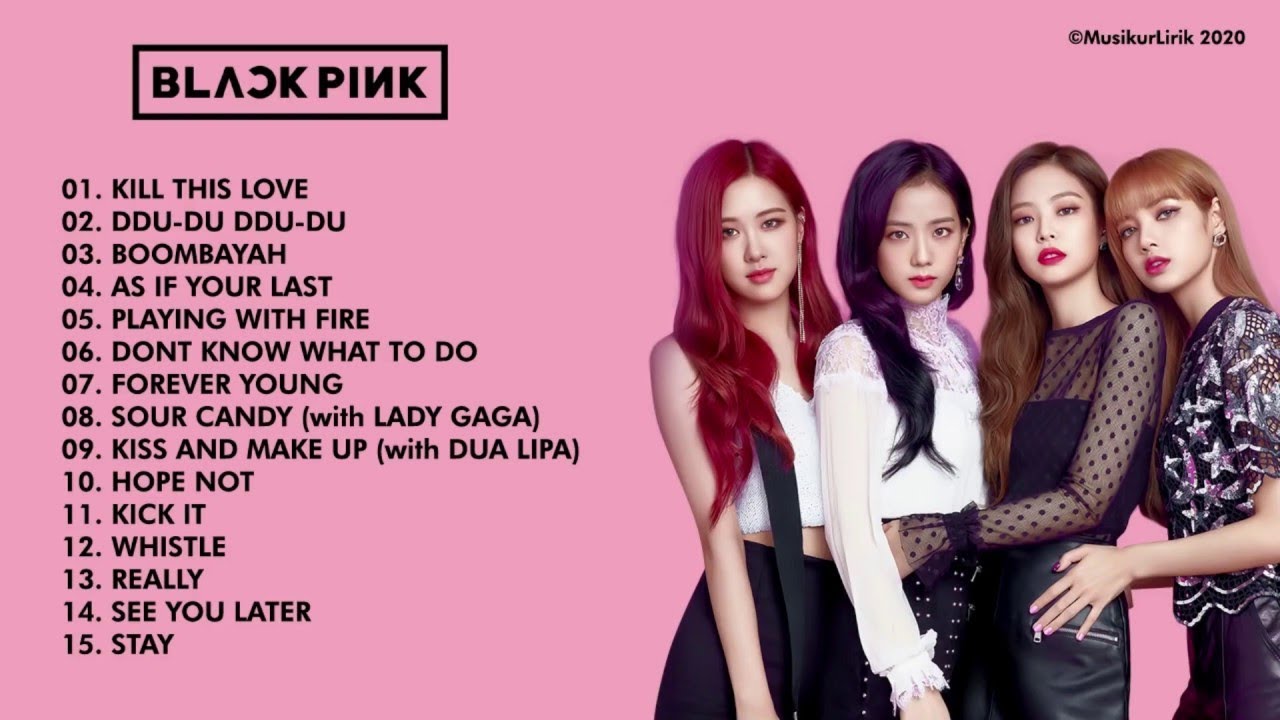 ©MusikurLirik 2020
BLACKPINK
01. KILL THIS LOVE
02. DDU-DU DDU-DU
03. BOOMBAYAH
04. AS IF YOUR LAST
05. PLAYING WITH FIRE
06. DONT KNOW WHAT TO DO
07. FOREVER YOUNG
08. SOUR CANDY (with LADY GAGA)
09. KISS AND MAKE UP (with DUA LIPA)
10. HOPE NOT
11. KICK IT
12. WHISTLE
13. REALLY
14. SEE YOU LATER
15. STAY